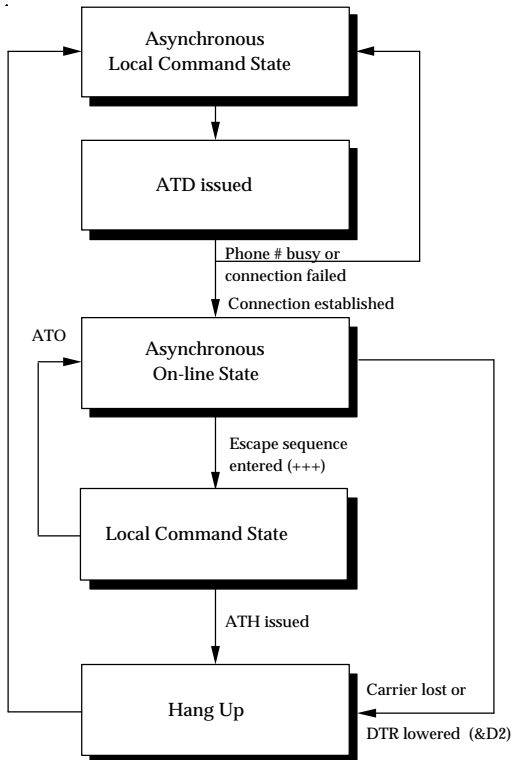 Asynchronous
Local Command State
ATD issued
Phone # busy or
connection failed
Connection established
ATO
Asynchronous
On-line State
Escape sequence
entered (+++)
Local Command State
ATH issued
Hang Up
Carrier lost or
DTR lowered (&D2)